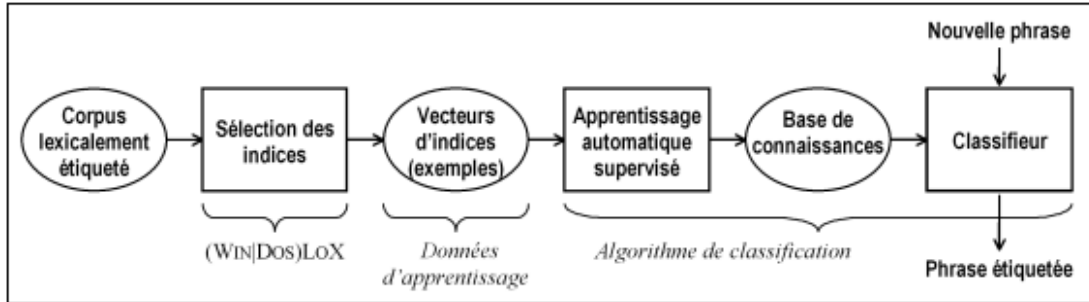 Nouvelle phrase
Corpus
lexicalement
étiqueté
Sélection des
indices
Vecteurs
d'indices
(exemples)
Apprentissage
automatique
supervisé
Base de
connaissances
Classifieur
(WIN|DOS)LOX
Données
d'apprentissage
Algorithme de classification
Phrase étiquetée